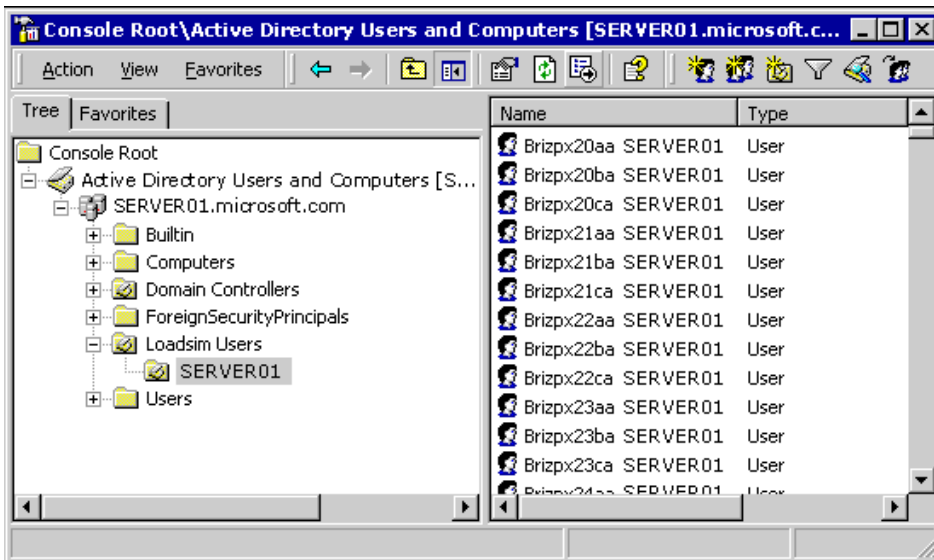 Console Root\Active Directory Users and Computers [SERVER01.microsoft.c...
Action View Favorites
Tree Favorites
Console Root
Active Directory Users and Computers [S...
SERVER01.microsoft.com
Builtin
Computers
Domain Controllers
ForeignSecurityPrincipals
Loadsim Users
SERVER01
Users
Name Type
Brizpx20aa SERVER01 User
Brizpx20ba SERVER01 User
Brizpx20ca SERVER01 User
Brizpx21aa SERVER01 User
Brizpx21ba SERVER01 User
Brizpx21ca SERVER01 User
Brizpx22aa SERVER01 User
Brizpx22ba SERVER01 User
Brizpx22ca SERVER01 User
Brizpx23aa SERVER01 User
Brizpx23ba SERVER01 User
Brizpx23ca SERVER01 User
Brizpx24aa SERVER01 User